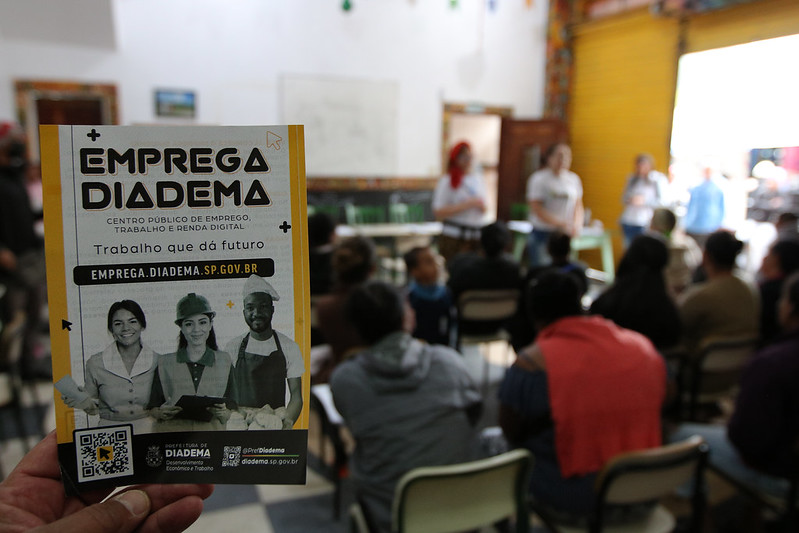 EMPREGA
DIADEMA
CENTRO PÚBLICO DE EMPREGO,
TRABALHO E RENDA DIGITAL
Trabalho que dá futuro
EMPREGA.DIADEMA.SP.GOV.BR
PREFEITURA DE
DIADEMA
Desenvolvimento
Econômico e Trabalho
@PrefDiadema
diadema.sp.gov.br